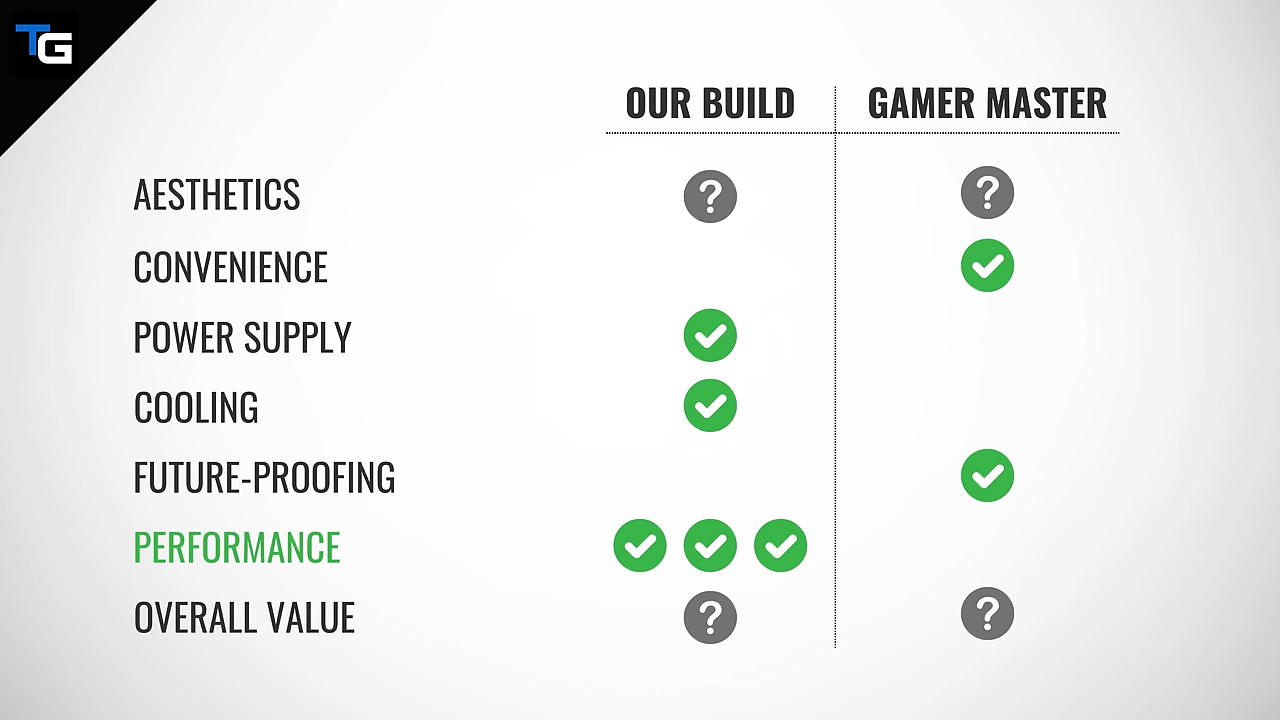 TG
OUR BUILD GAMER MASTER
AESTHETICS ? ?
CONVENIENCE
POWER SUPPLY
COOLING
FUTURE-PROOFING
PERFORMANCE
OVERALL VALUE ? ?